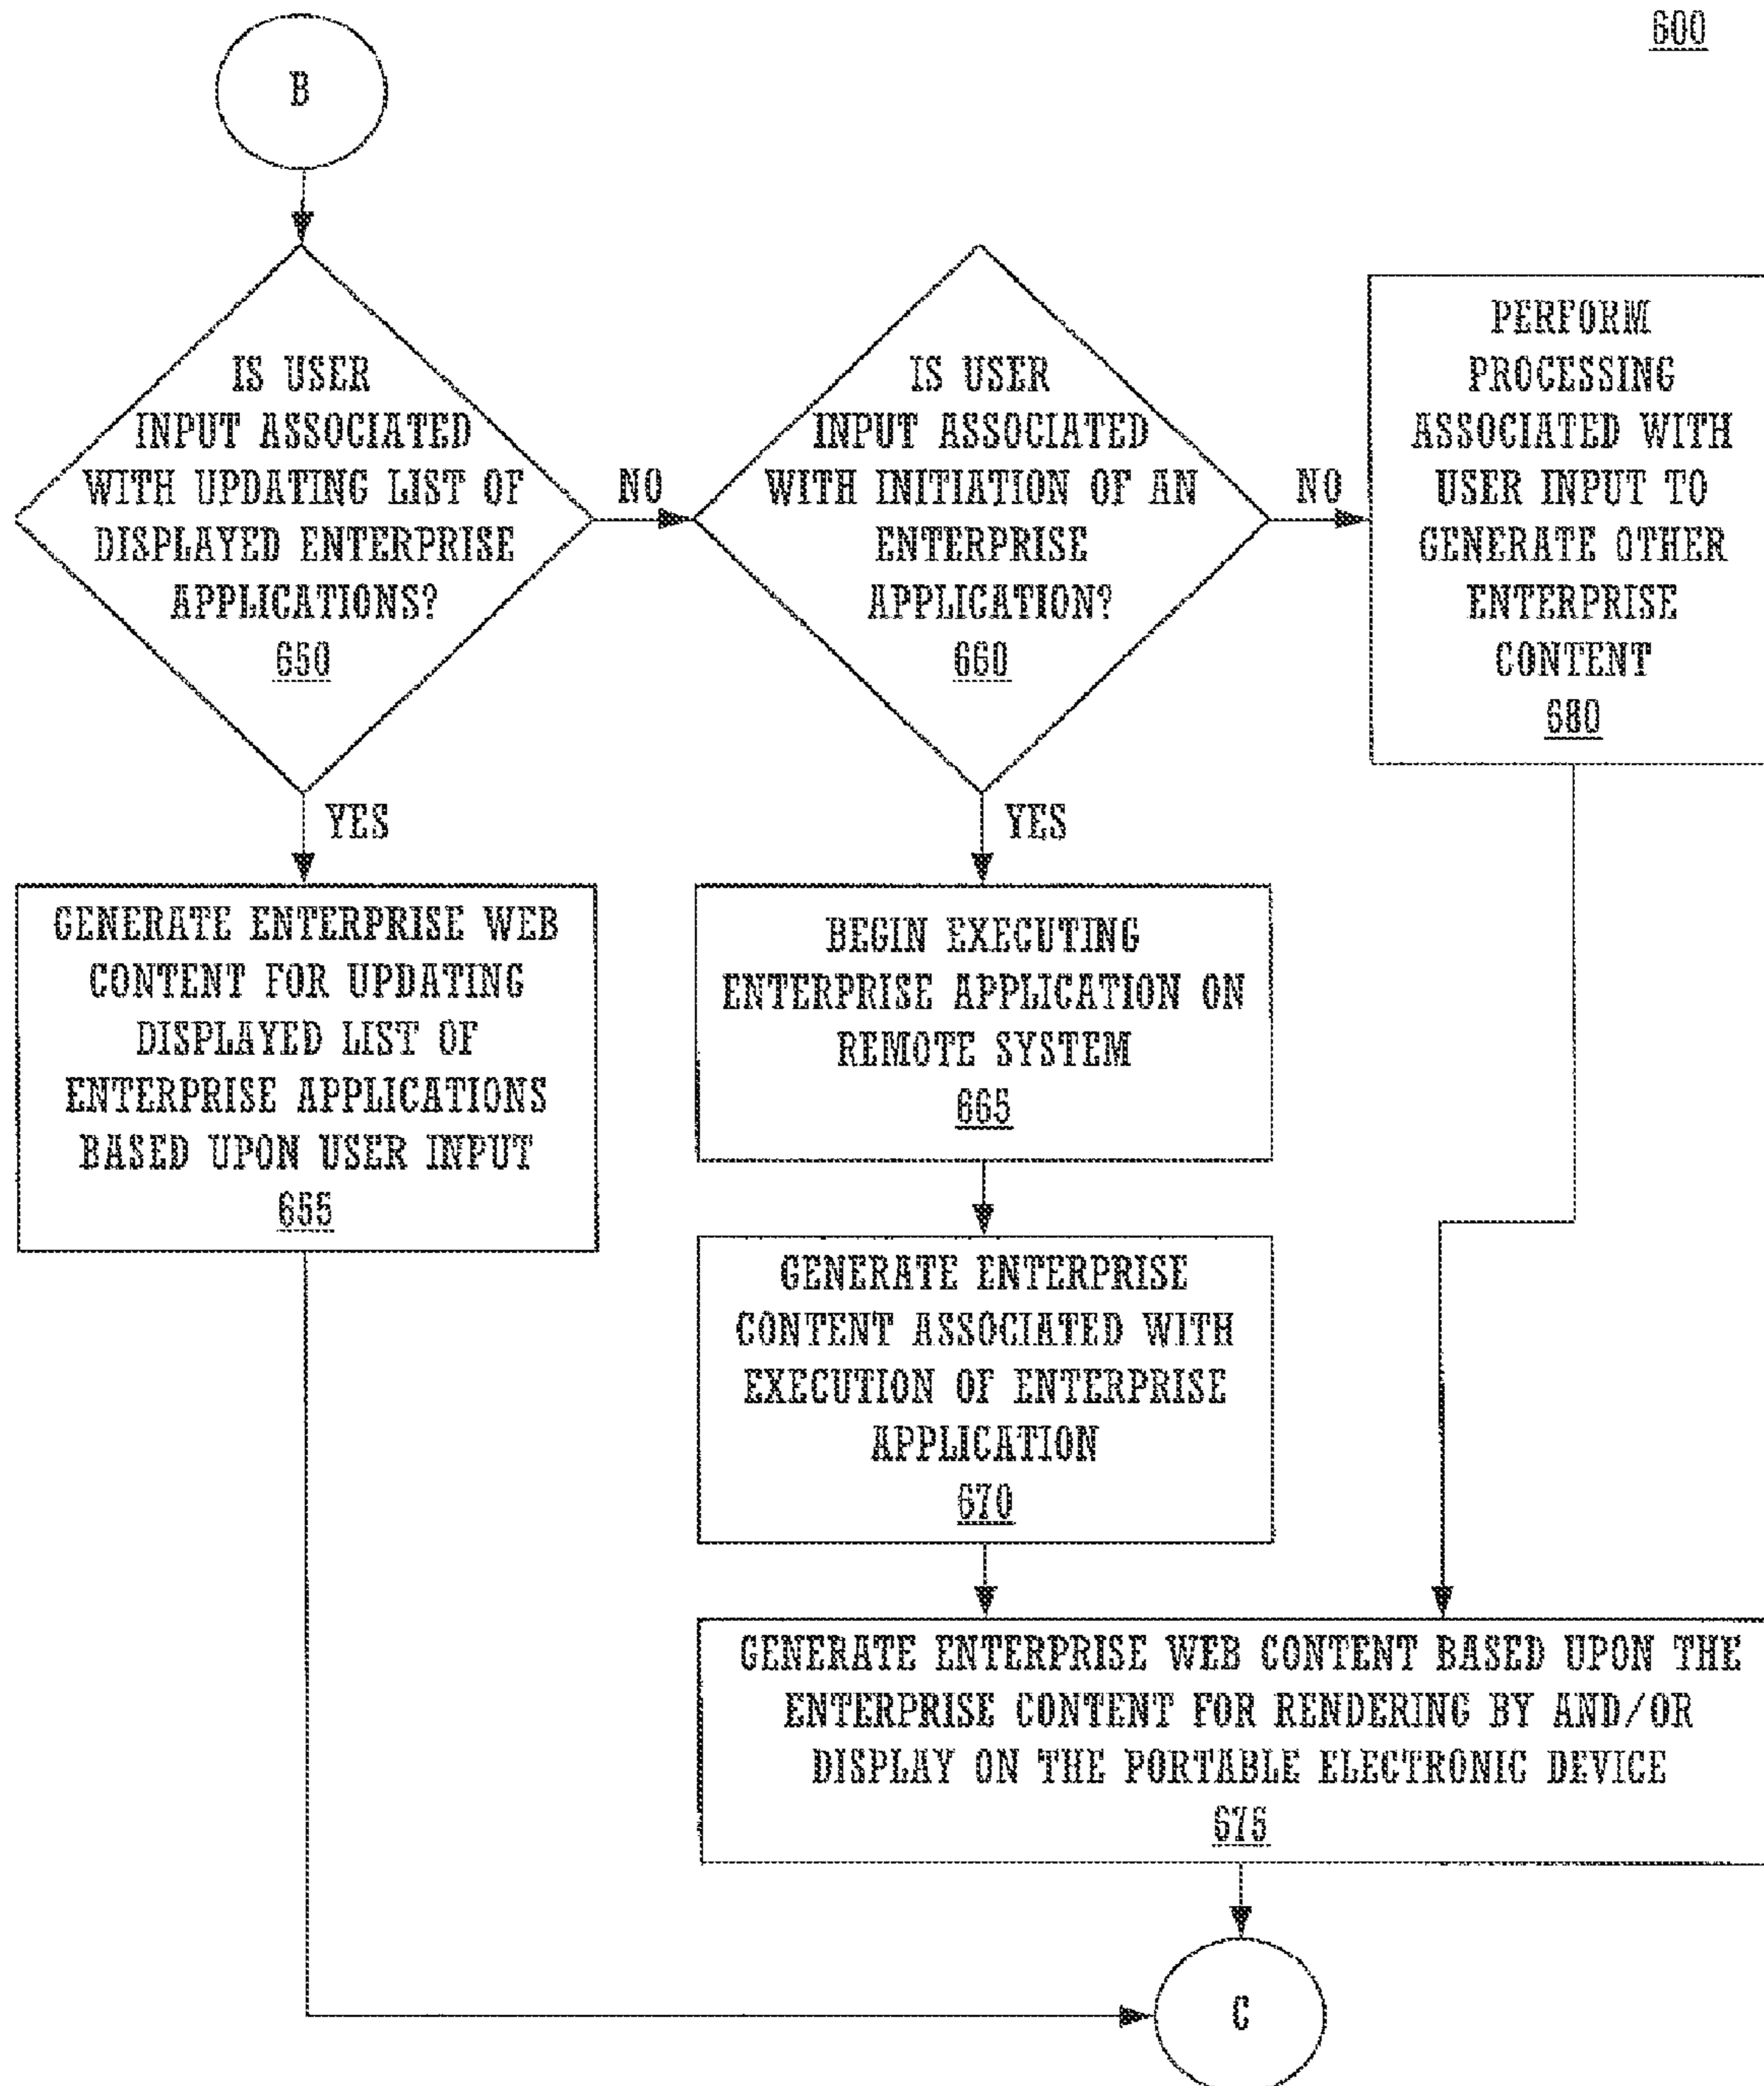 600
B
IS USER
INPUT ASSOCIATED
WITH UPDATING LIST OF
DISPLAYED ENTERPRISE
APPLICATIONS?
650
NO
IS USER
INPUT ASSOCIATED
WITH INITIATION OF AN
ENTERPRISE
APPLICATION?
660
NO
PERFORM
PROCESSING
ASSOCIATED WITH
USER INPUT TO
GENERATE OTHER
ENTERPRISE
CONTENT
680
YES
YES
GENERATE ENTERPRISE WEB
CONTENT FOR UPDATING
DISPLAYED LIST OF
ENTERPRISE APPLICATIONS
BASED UPON USER INPUT
655
BEGIN EXECUTING
ENTERPRISE APPLICATION ON
REMOTE SYSTEM
665
GENERATE ENTERPRISE
CONTENT ASSOCIATED WITH
EXECUTION OF ENTERPRISE
APPLICATION
670
GENERATE ENTERPRISE WEB CONTENT BASED UPON THE
ENTERPRISE CONTENT FOR RENDERING BY AND/OR
DISPLAY ON THE PORTABLE ELECTRONIC DEVICE
675
C